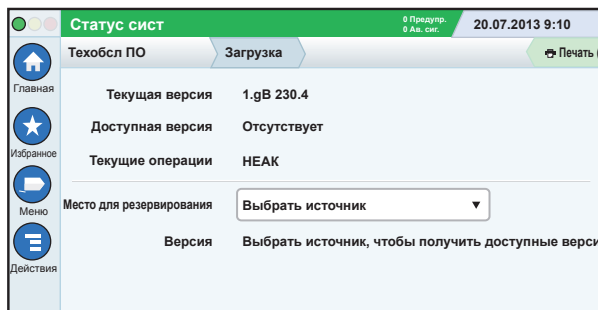 Статус сист
0 Предупр.
0 Ав. сиг.
20.07.2013 9:10
Техобсл ПО
Загрузка
Печать
Главная
Текущая версия 1.gB 230.4
Доступная версия Отсутствует
Избранное
Текущие операции НЕАК
Меню
Место для резервирования Выбрать источник
Версия Выбрать источник, чтобы получить доступные верси
Действия